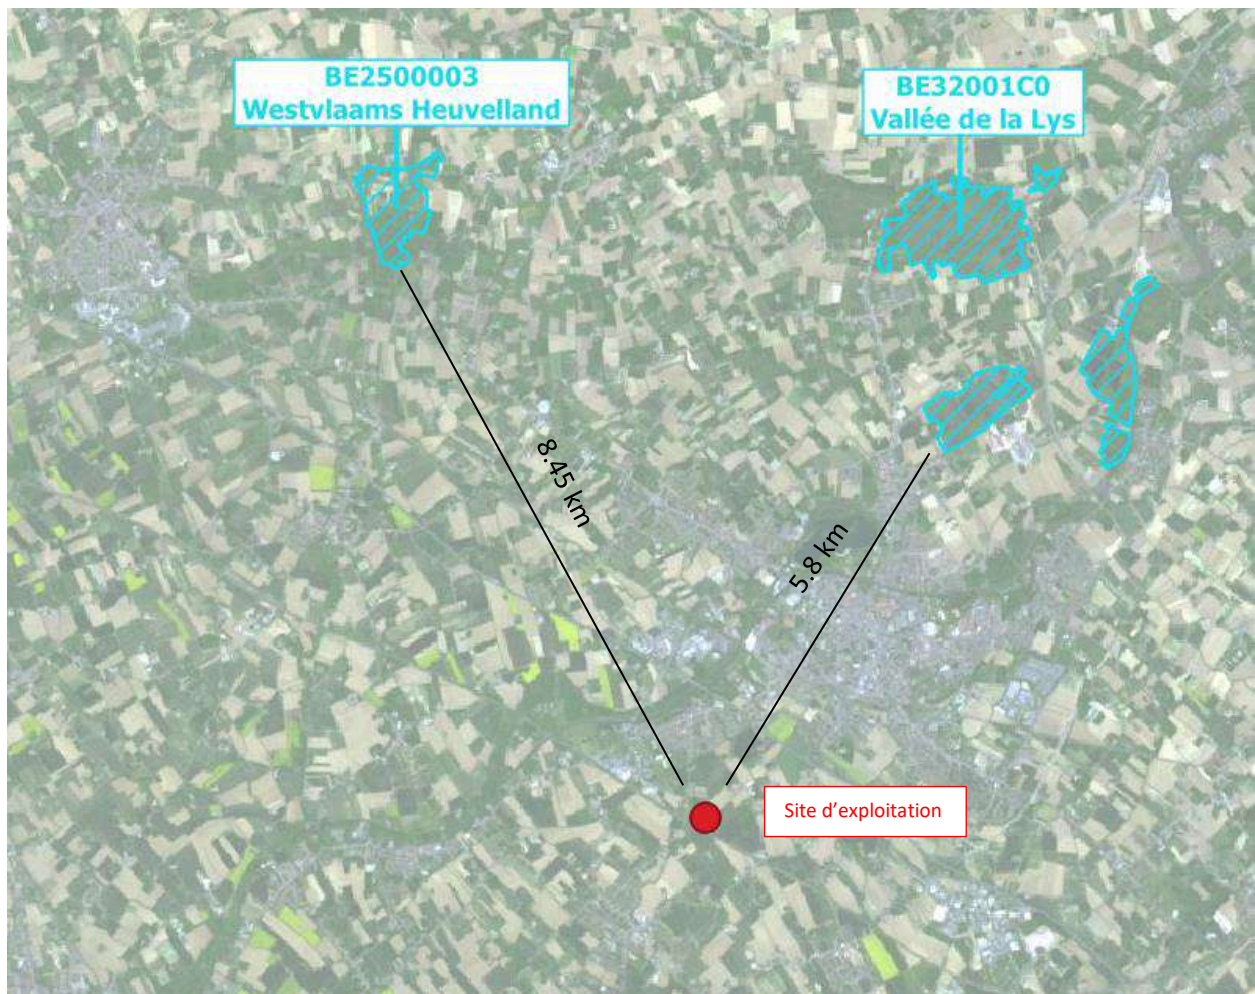 BE2500003
Westvlaams Heuvelland
BE32001C0
Vallée de la Lys
8.45 km
5.8 km
Site d'exploitation